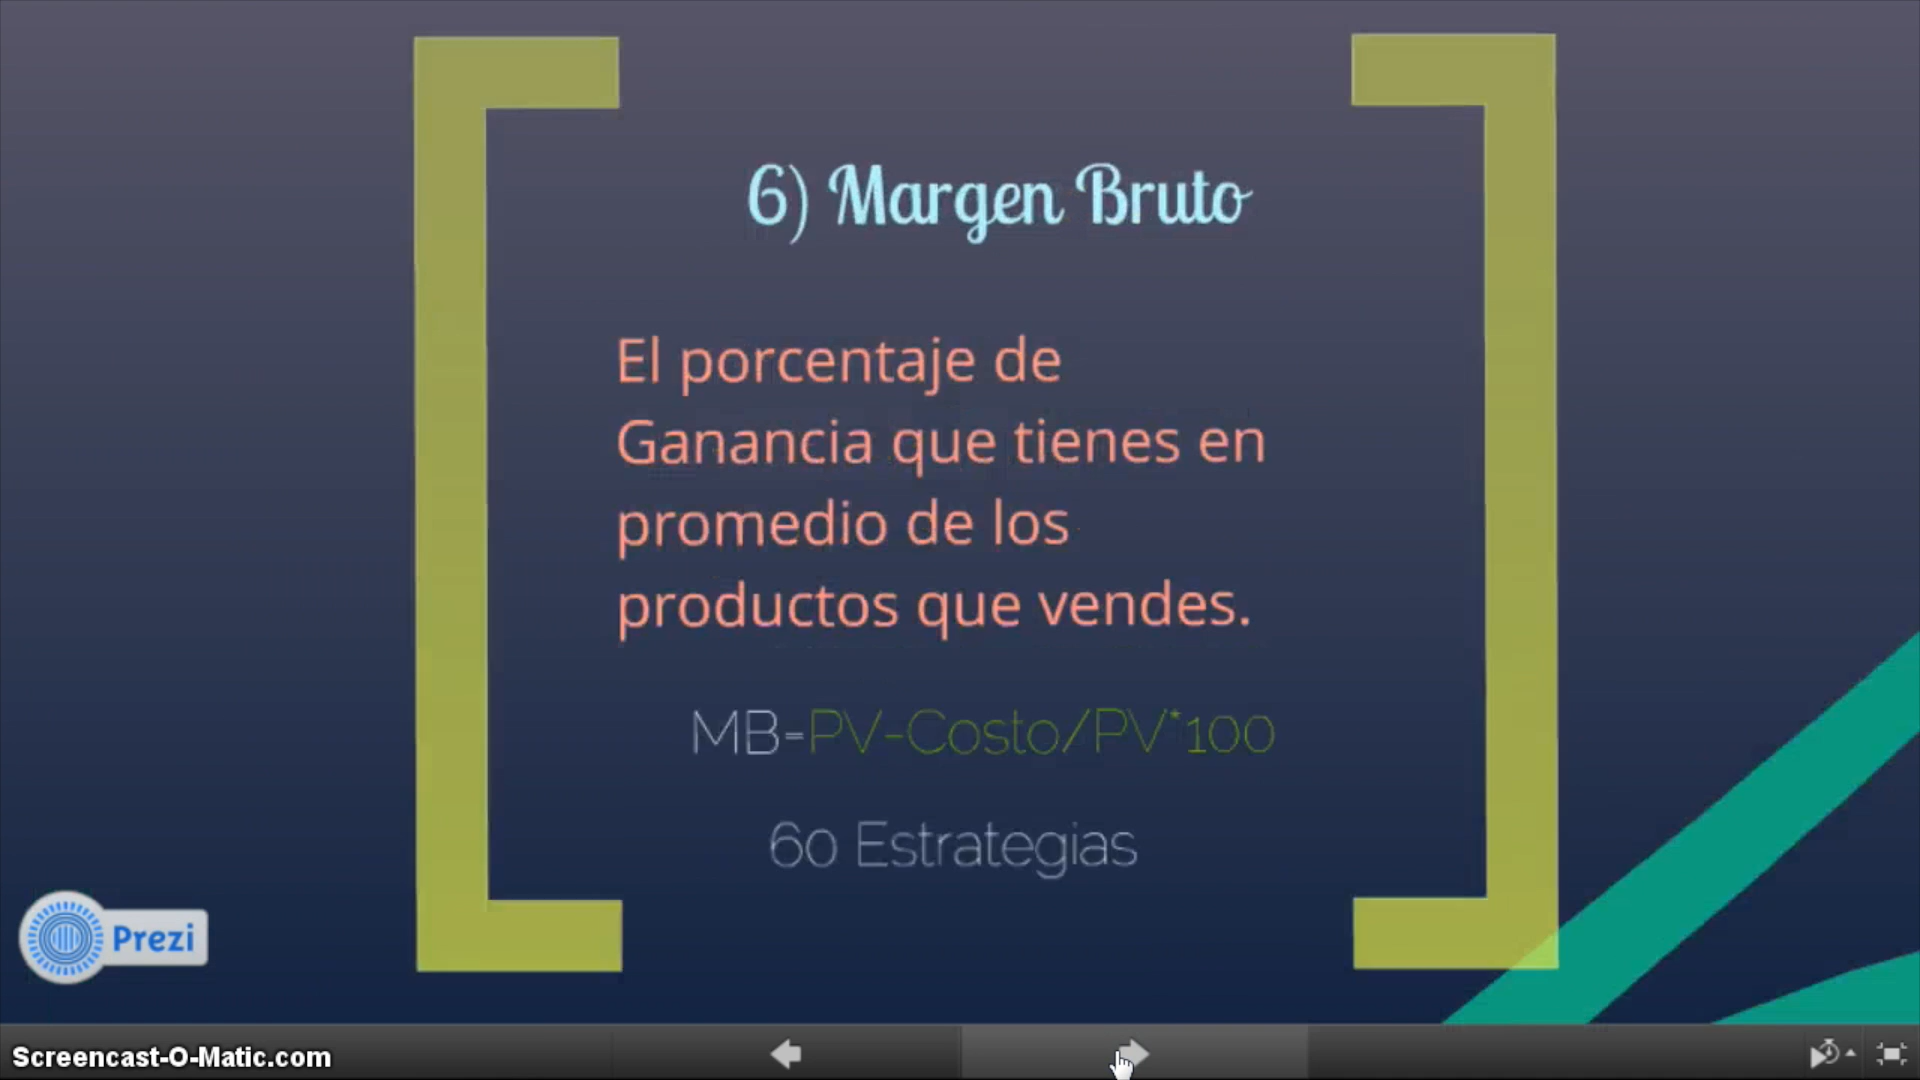 6) Margen Bruto
El porcentaje de
Ganancia que tienes en
promedio de los
productos que vendes.
MB=PV-Costo/PV*100
60 Estrategias
Prezi
Screencast-O-Matic.com